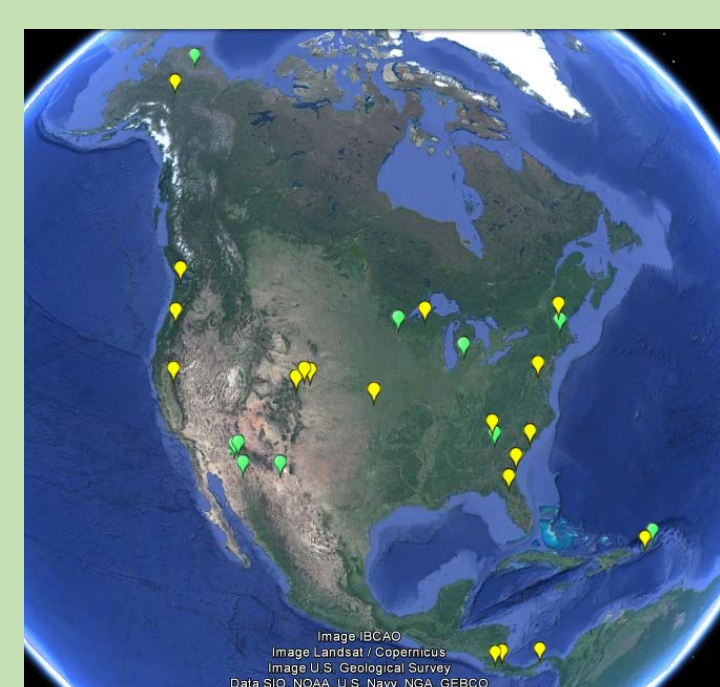 Image IBCAO
Image Landsat / Copernicus
Image U.S. Geological Survey
Data SIO, NOAA, U.S. Navy, NGA, GEBCO